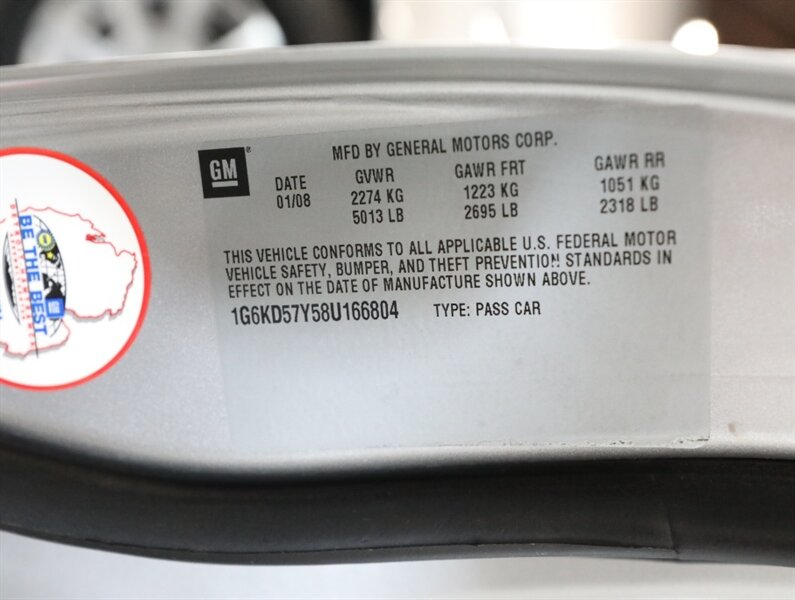 GM
MFD BY GENERAL MOTORS CORP.
DATE GVWR GAWR FRT GAWR RR
01/08 2274 KG 1223 KG 1051 KG
5013 LB 2695 LB 2318 LB
THIS VEHICLE CONFORMS TO ALL APPLICABLE U.S. FEDERAL MOTOR
VEHICLE SAFETY, BUMPER, AND THEFT PREVENTION STANDARDS IN
EFFECT ON THE DATE OF MANUFACTURE SHOWN ABOVE.
1G6KD57Y58U166804 TYPE: PASS CAR
BE THE BEST